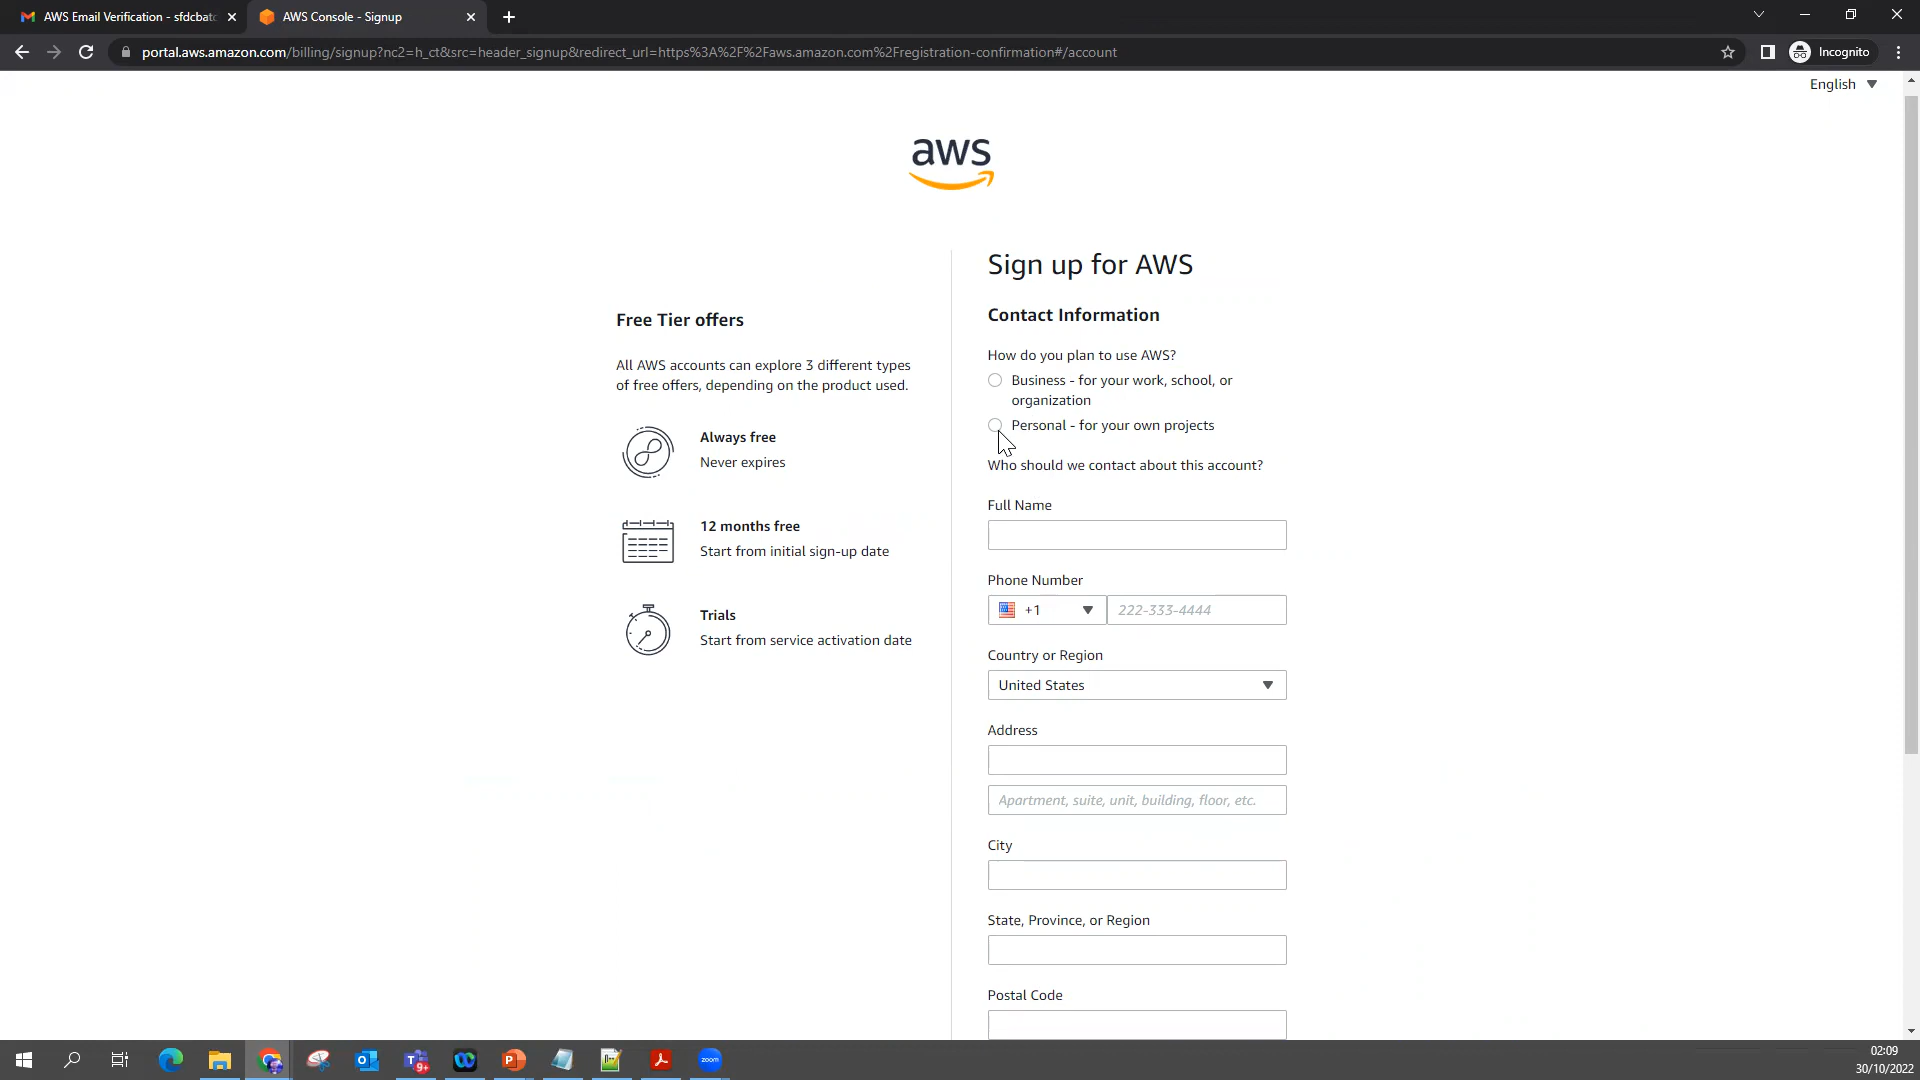 AWS Email Verification - sfdcbatc
AWS Console - Signup
portal.aws.amazon.com/billing/signup?nc2=h_ct&src=header_signup&redirect_url=https%3A%2F%2Faws.amazon.com%2Fregistration-confirmation#/account
Incognito
English
aws
Free Tier offers
All AWS accounts can explore 3 different types
of free offers, depending on the product used.
Always free
Never expires
12 months free
Start from initial sign-up date
Trials
Start from service activation date
Sign up for AWS
Contact Information
How do you plan to use AWS?
Business - for your work, school, or
organization
Personal - for your own projects
Who should we contact about this account?
Full Name
Phone Number
+1
222-333-4444
Country or Region
United States
Address
Apartment, suite, unit, building, floor, etc.
City
State, Province, or Region
Postal Code
9+
zoom
02:09
30/10/2022